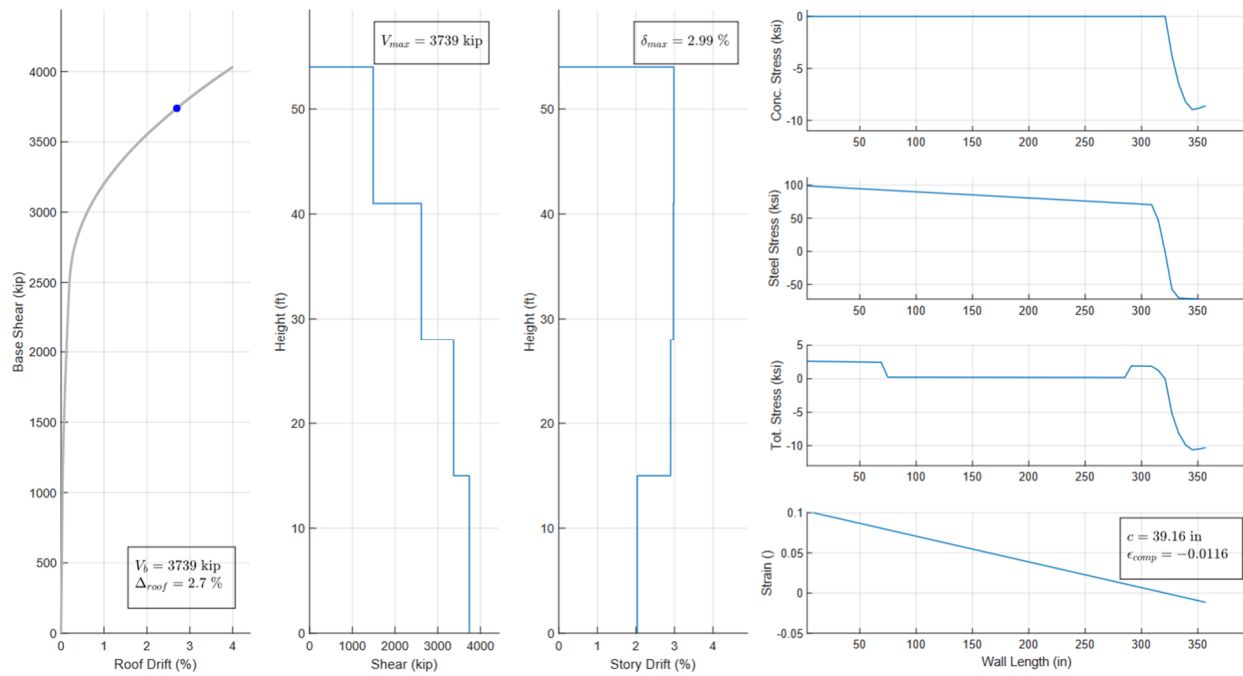 Base Shear (kip)
4000
3500
3000
2500
2000
1500
1000
500
0
V_b = 3739 kip
Δ_roof = 2.7 %
0 1 2 3 4
Roof Drift (%)
Height (ft)
V_max = 3739 kip
50
40
30
20
10
0
0 1000 2000 3000 4000
Shear (kip)
Height (ft)
δ_max = 2.99 %
50
40
30
20
10
0
0 1 2 3 4
Story Drift (%)
Conc. Stress (ksi)
0
-5
-10
50 100 150 200 250 300 350
Steel Stress (ksi)
100
50
0
-50
50 100 150 200 250 300 350
Tot. Stress (ksi)
5
0
-5
-10
50 100 150 200 250 300 350
Strain ()
0.1
0.05
0
-0.05
c = 39.16 in
ϵ_comp = −0.0116
50 100 150 200 250 300 350
Wall Length (in)